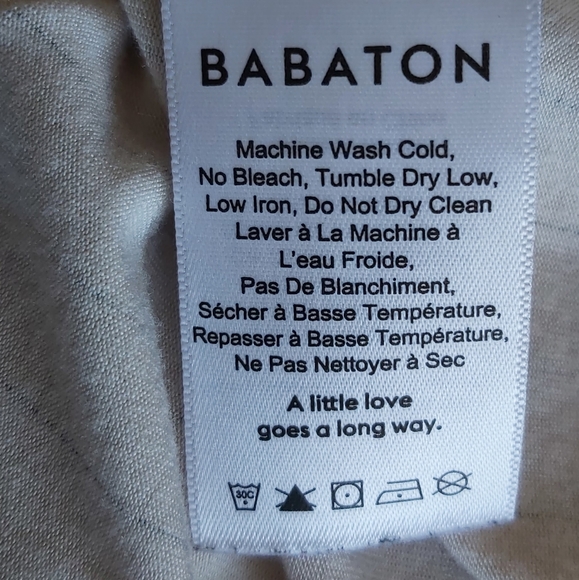 BABATON
Machine Wash Cold,
No Bleach, Tumble Dry Low,
Low Iron, Do Not Dry Clean
Laver à La Machine à
L'eau Froide,
Pas De Blanchiment,
Sécher à Basse Température,
Repasser à Basse Température,
Ne Pas Nettoyer à Sec
A little love
goes a long way.
30C